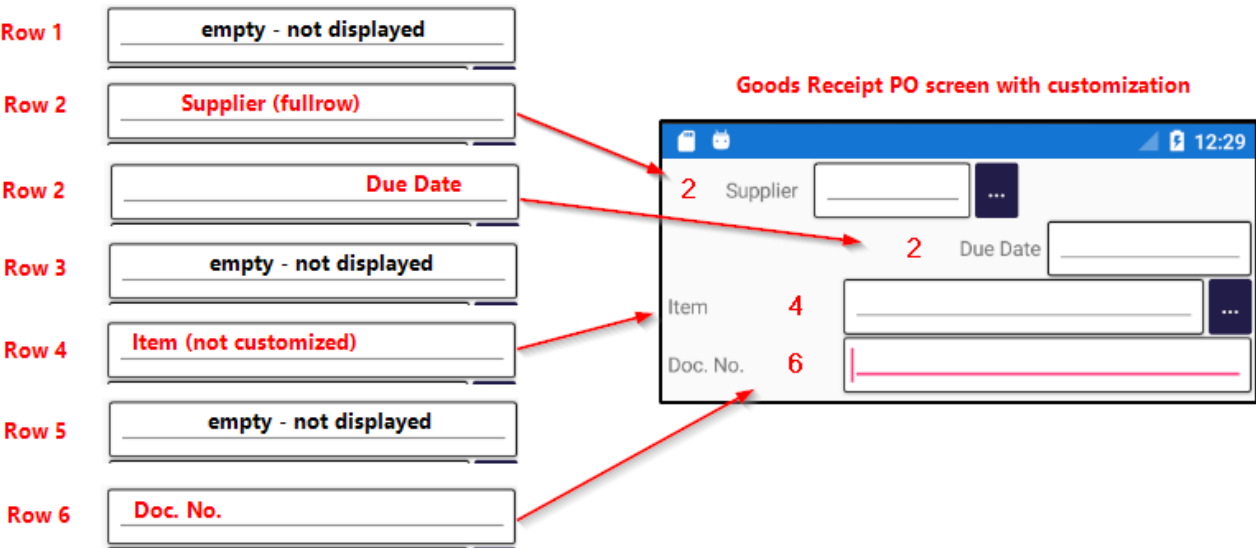 Row 1 empty - not displayed
Goods Receipt PO screen with customization
Row 2 Supplier (fullrow)
12:29
Row 2 Due Date
2 Supplier ...
2 Due Date
Row 3 empty - not displayed
Item 4 ...
Row 4 Item (not customized)
Doc. No. 6
Row 5 empty - not displayed
Row 6 Doc. No.